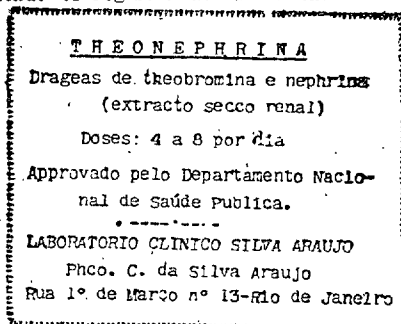 THEONEPHRINA
Drageas de theobromina e nephrina
(extracto secco renal)
Doses: 4 a 8 por dia
Approvado pelo Departamento Nacio-
nal de Saúde Publica.
LABORATORIO CLINICO SILVA ARAUJO
Phco. C. da Silva Araujo
Rua 1º de Março nº 13-Rio de Janeiro